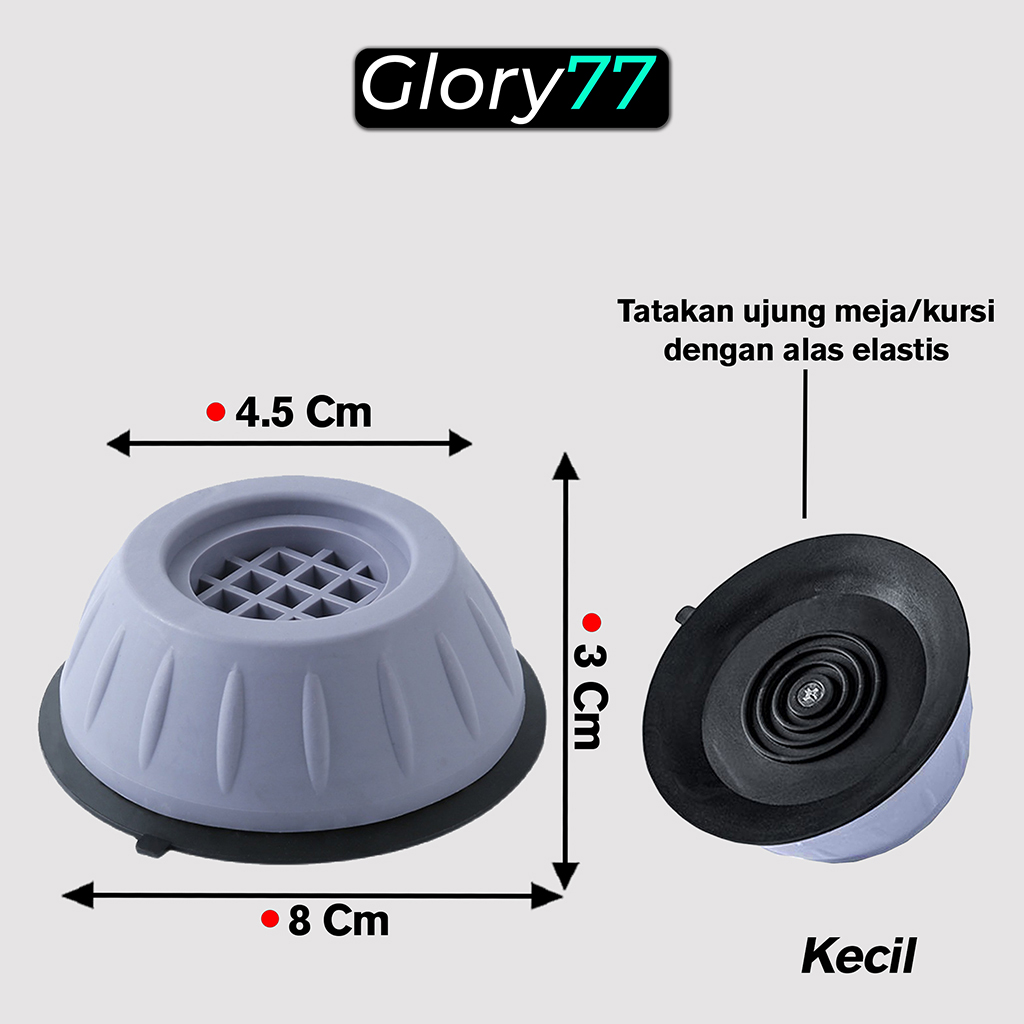 Glory77
Tatakan ujung meja/kursi
dengan alas elastis
4.5 Cm
3 Cm
8 Cm
Kecil